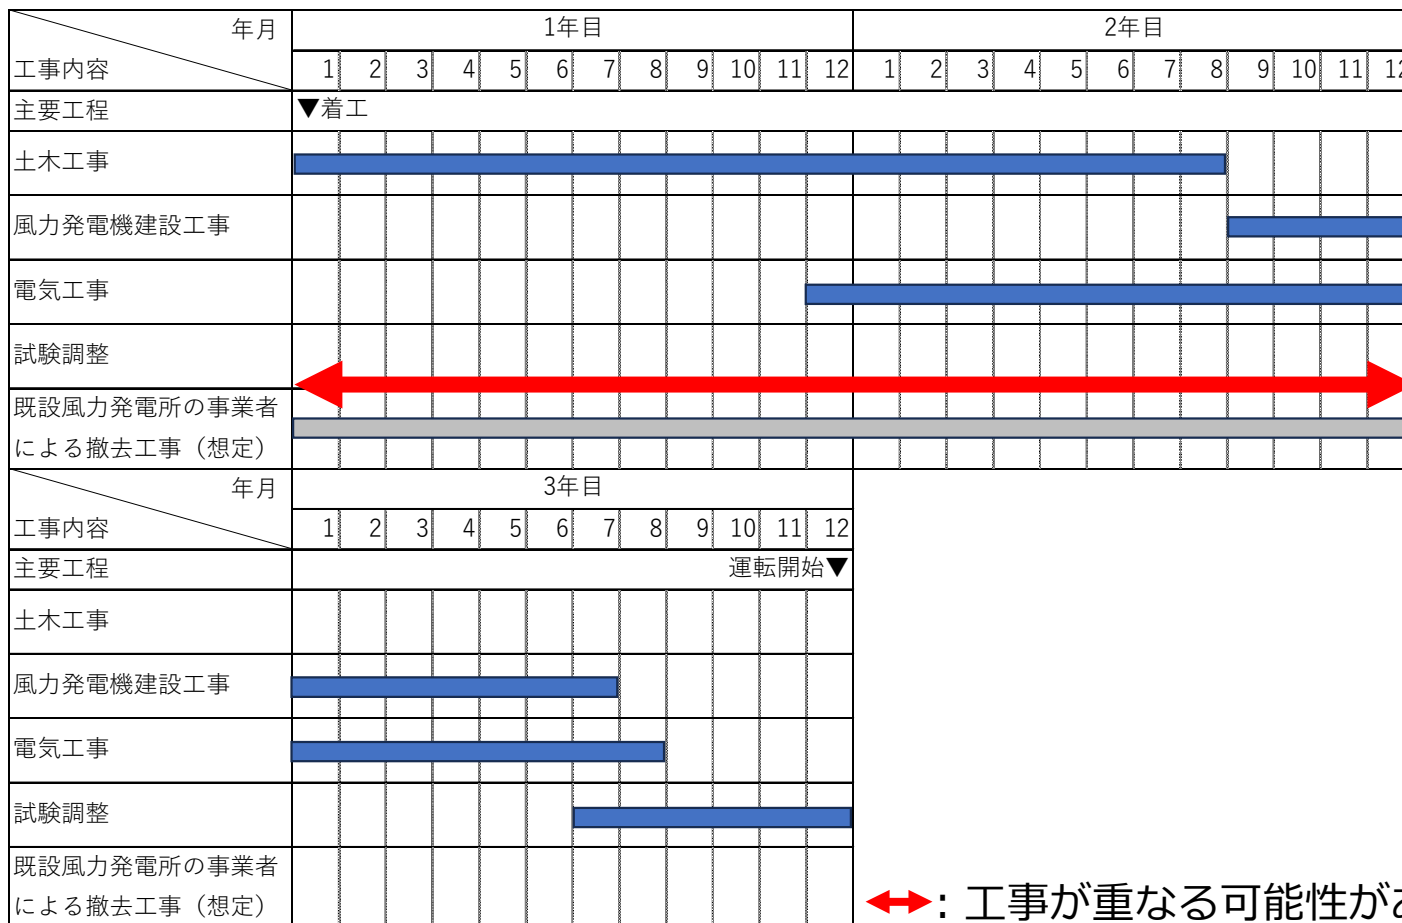 年月 1年目 2年目
工事内容 1 2 3 4 5 6 7 8 9 10 11 12 1 2 3 4 5 6 7 8 9 10 11 12
主要工程 ▼着工
土木工事
風力発電機建設工事
電気工事
試験調整
既設風力発電所の事業者
による撤去工事（想定）
年月 3年目
工事内容 1 2 3 4 5 6 7 8 9 10 11 12
主要工程 運転開始▼
土木工事
風力発電機建設工事
電気工事
試験調整
既設風力発電所の事業者
による撤去工事（想定）
：工事が重なる可能性が